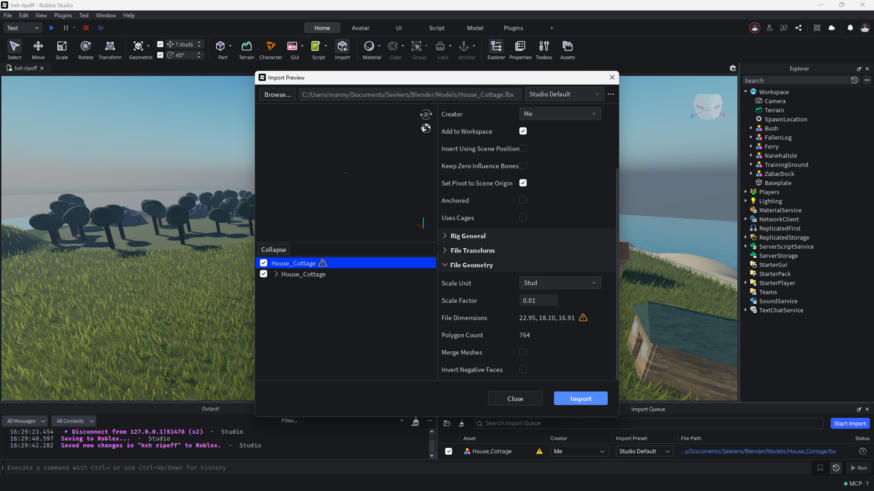 hxh ripoff - Roblox Studio
File Edit View Plugins Test Window Help
Test Home Avatar UI Script Model Plugins
1 studs
45°
Select Move Scale Rotate Transform Geometric Part Terrain Character GUI Script Import Material Color Group Lock Anchor Explorer Properties Toolbox Assets
hxh ripoff
Import Preview
Browse... C:/Users/manny/Documents/Seekers/Blender/Models/House_Cottage.fbx Studio Default
Creator Me
Add to Workspace
Insert Using Scene Position
Keep Zero Influence Bones
Set Pivot to Scene Origin
Anchored
Uses Cages
Rig General
File Transform
File Geometry
Scale Unit Stud
Scale Factor 0.01
File Dimensions 22.95, 18.10, 16.91
Polygon Count 764
Merge Meshes
Invert Negative Faces
Collapse
House_Cottage
House_Cottage
Close Import
Explorer
Search
Workspace
Camera
Terrain
SpawnLocation
Bush
FallenLog
Ferry
NarwhalIsle
TrainingGround
ZabarDock
Baseplate
Players
Lighting
MaterialService
NetworkClient
ReplicatedFirst
ReplicatedStorage
ServerScriptService
ServerStorage
StarterGui
StarterPack
StarterPlayer
Teams
SoundService
TextChatService
Output
All Messages All Contexts Filter...
16:29:23.454 Disconnect from 127.0.0.1|51478 (x2) - Studio
16:29:40.597 Saving to Roblox... - Studio
16:29:42.282 Saved new changes in "hxh ripoff" to Roblox. - Studio
Import Queue
Search Import Queue Start Import
Asset Creator Import Preset File Path Status
House_Cottage Me Studio Default ...y/Documents/Seekers/Blender/Models/House_Cottage.fbx
Execute a command with Ctrl+↵ or use Ctrl+Up/Down for history
Run
MCP · 1